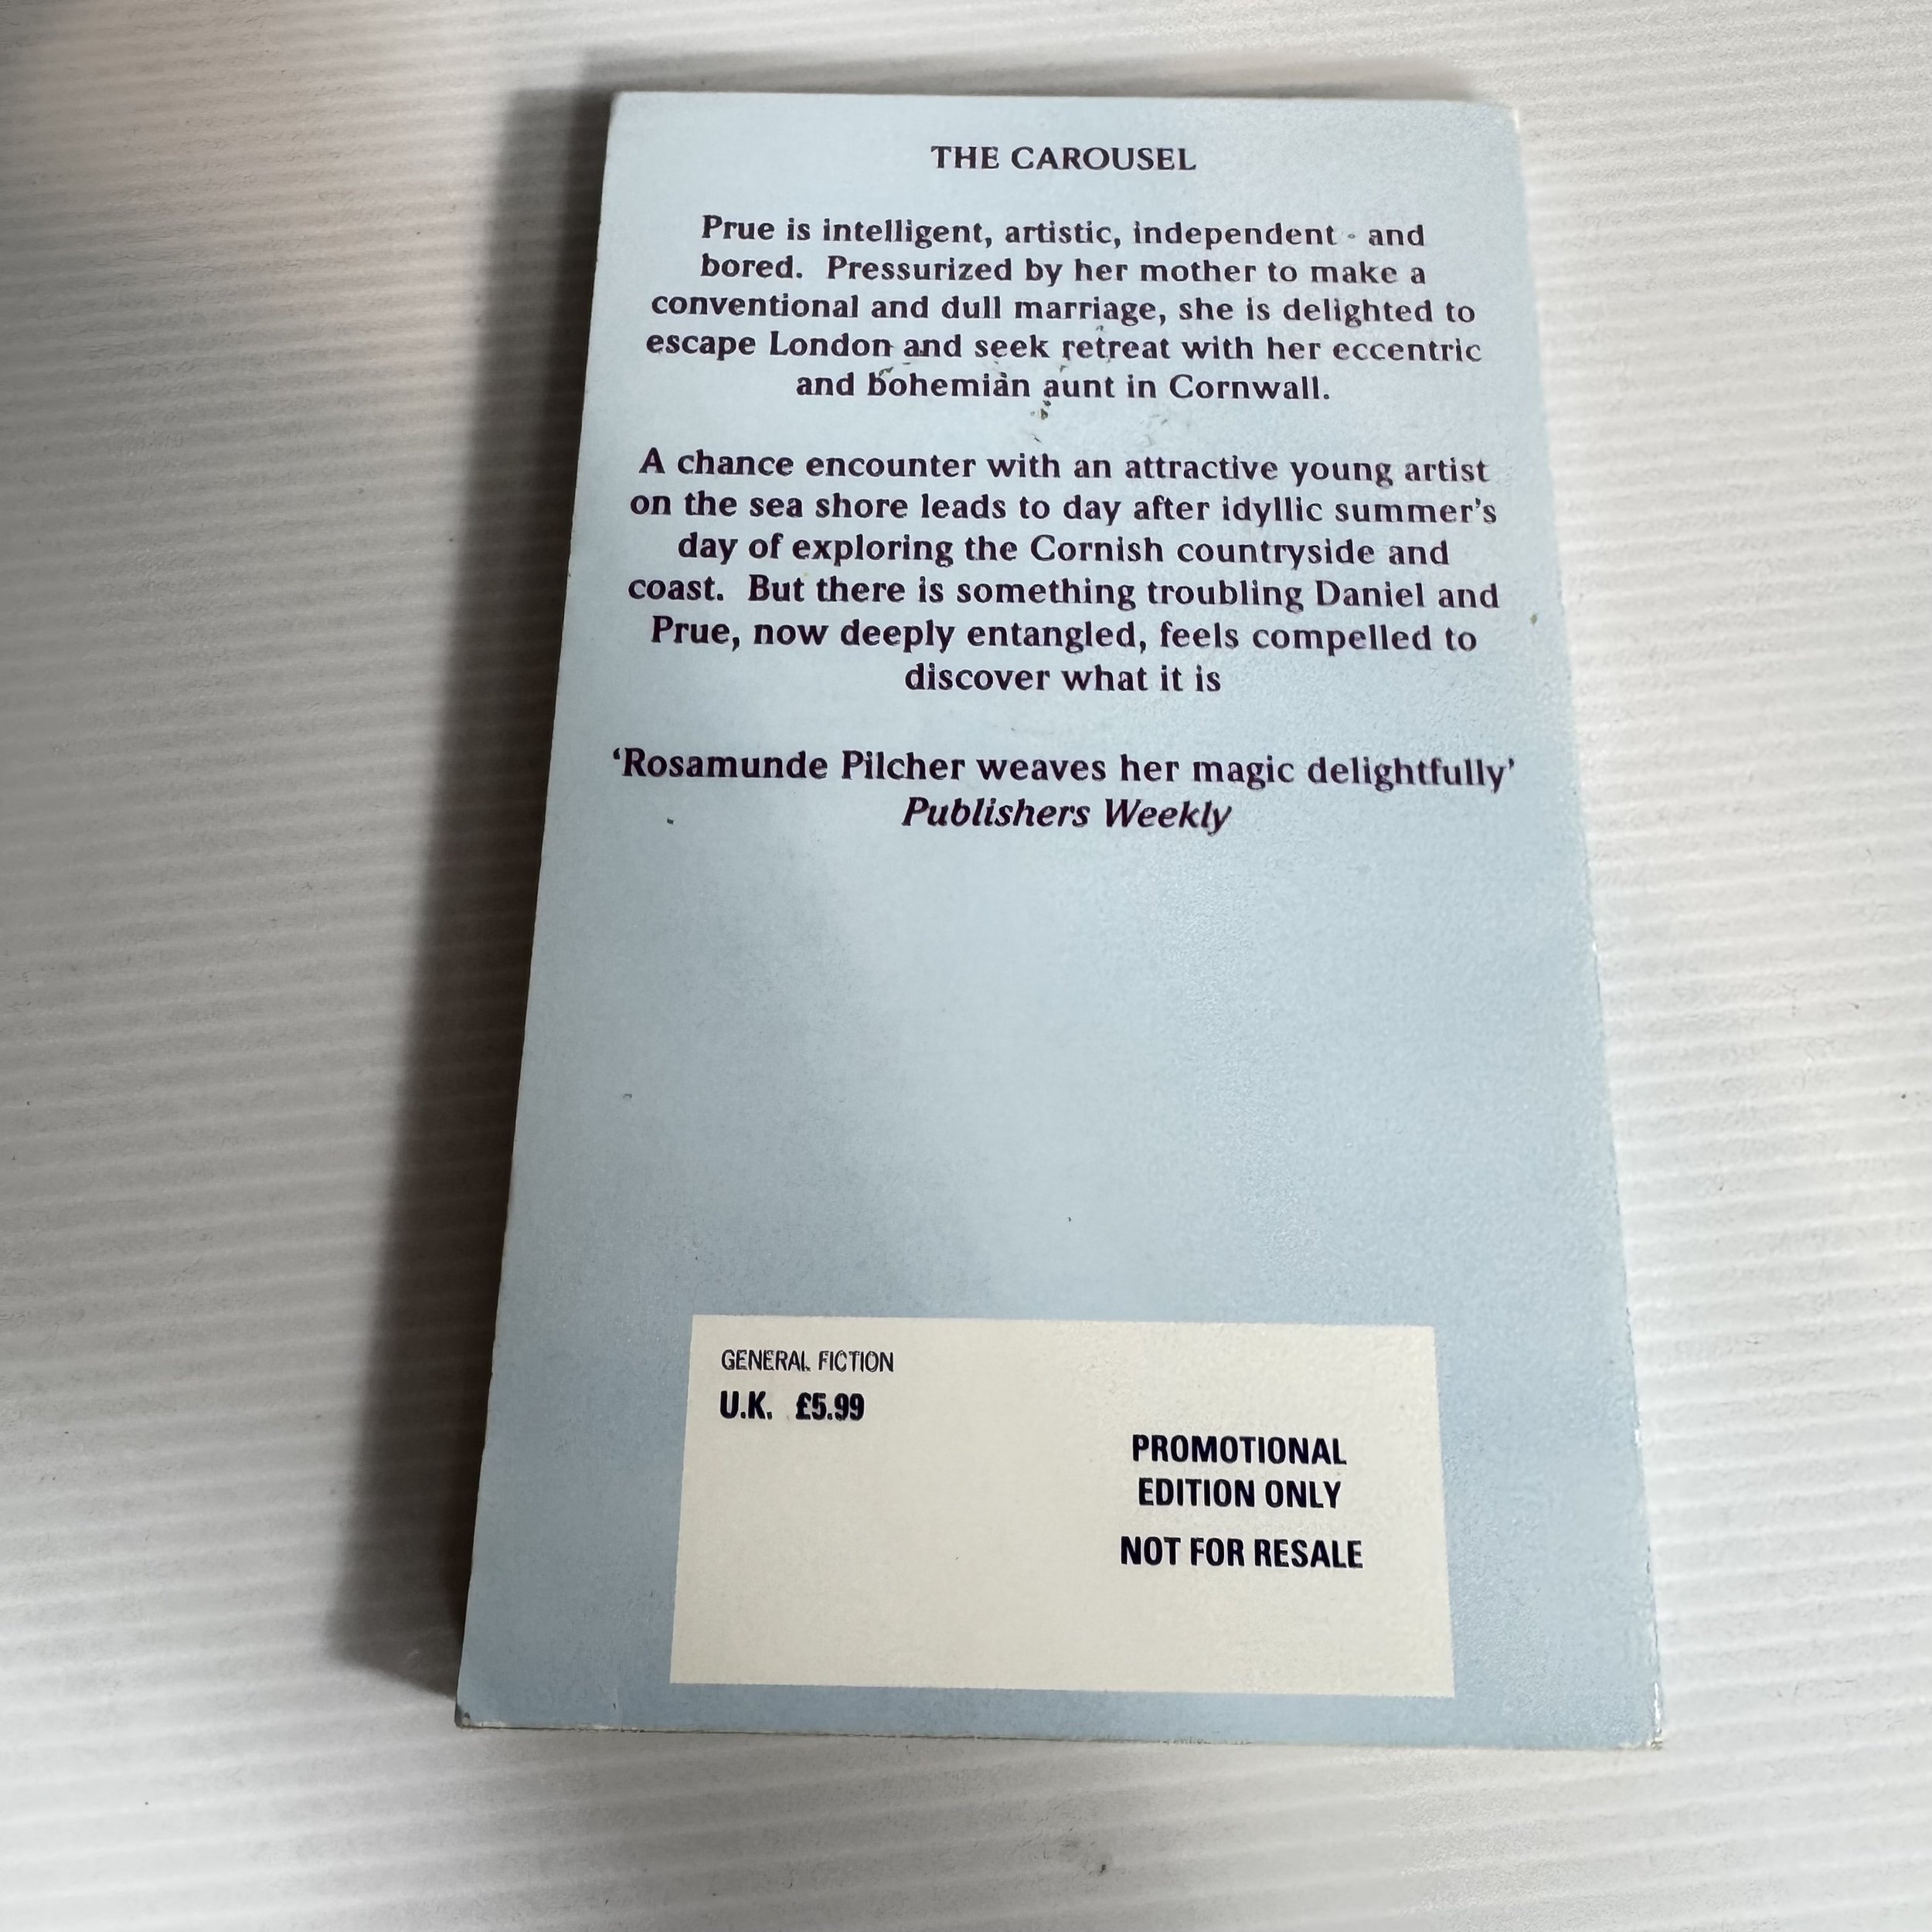 THE CAROUSEL
Prue is intelligent, artistic, independent - and
bored. Pressurized by her mother to make a
conventional and dull marriage, she is delighted to
escape London and seek retreat with her eccentric
and bohemian aunt in Cornwall.
A chance encounter with an attractive young artist
on the sea shore leads to day after idyllic summer's
day of exploring the Cornish countryside and
coast. But there is something troubling Daniel and
Prue, now deeply entangled, feels compelled to
discover what it is
‘Rosamunde Pilcher weaves her magic delightfully’
Publishers Weekly
GENERAL FICTION
U.K. £5.99
PROMOTIONAL
EDITION ONLY
NOT FOR RESALE